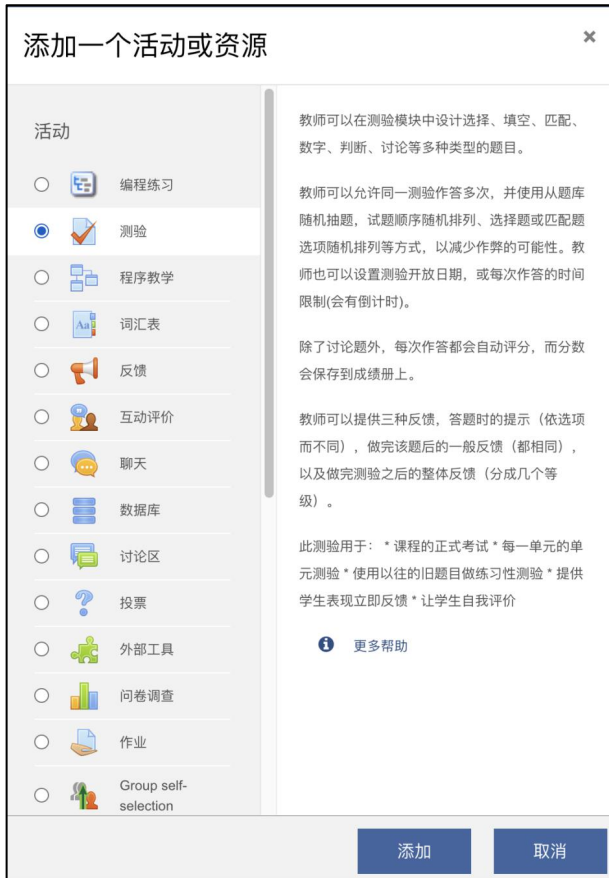 添加一个活动或资源
×
活动
编程练习
测验
程序教学
词汇表
反馈
互动评价
聊天
数据库
讨论区
投票
外部工具
问卷调查
作业
Group self-
selection
教师可以在测验模块中设计选择、填空、匹配、
数字、判断、讨论等多种类型的题目。
教师可以允许同一测验作答多次，并使用从题库
随机抽题，试题顺序随机排列、选择题或匹配题
选项随机排列等方式，以减少作弊的可能性。教
师也可以设置测验开放日期，或每次作答的时间
限制(会有倒计时)。
除了讨论题外，每次作答都会自动评分，而分数
会保存到成绩册上。
教师可以提供三种反馈，答题时的提示（依选项
而不同），做完该题后的一般反馈（都相同），
以及做完测验之后的整体反馈（分成几个等
级）。
此测验用于： * 课程的正式考试 * 每一单元的单
元测验 * 使用以往的旧题目做练习性测验 * 提供
学生表现立即反馈 * 让学生自我评价
更多帮助
添加
取消